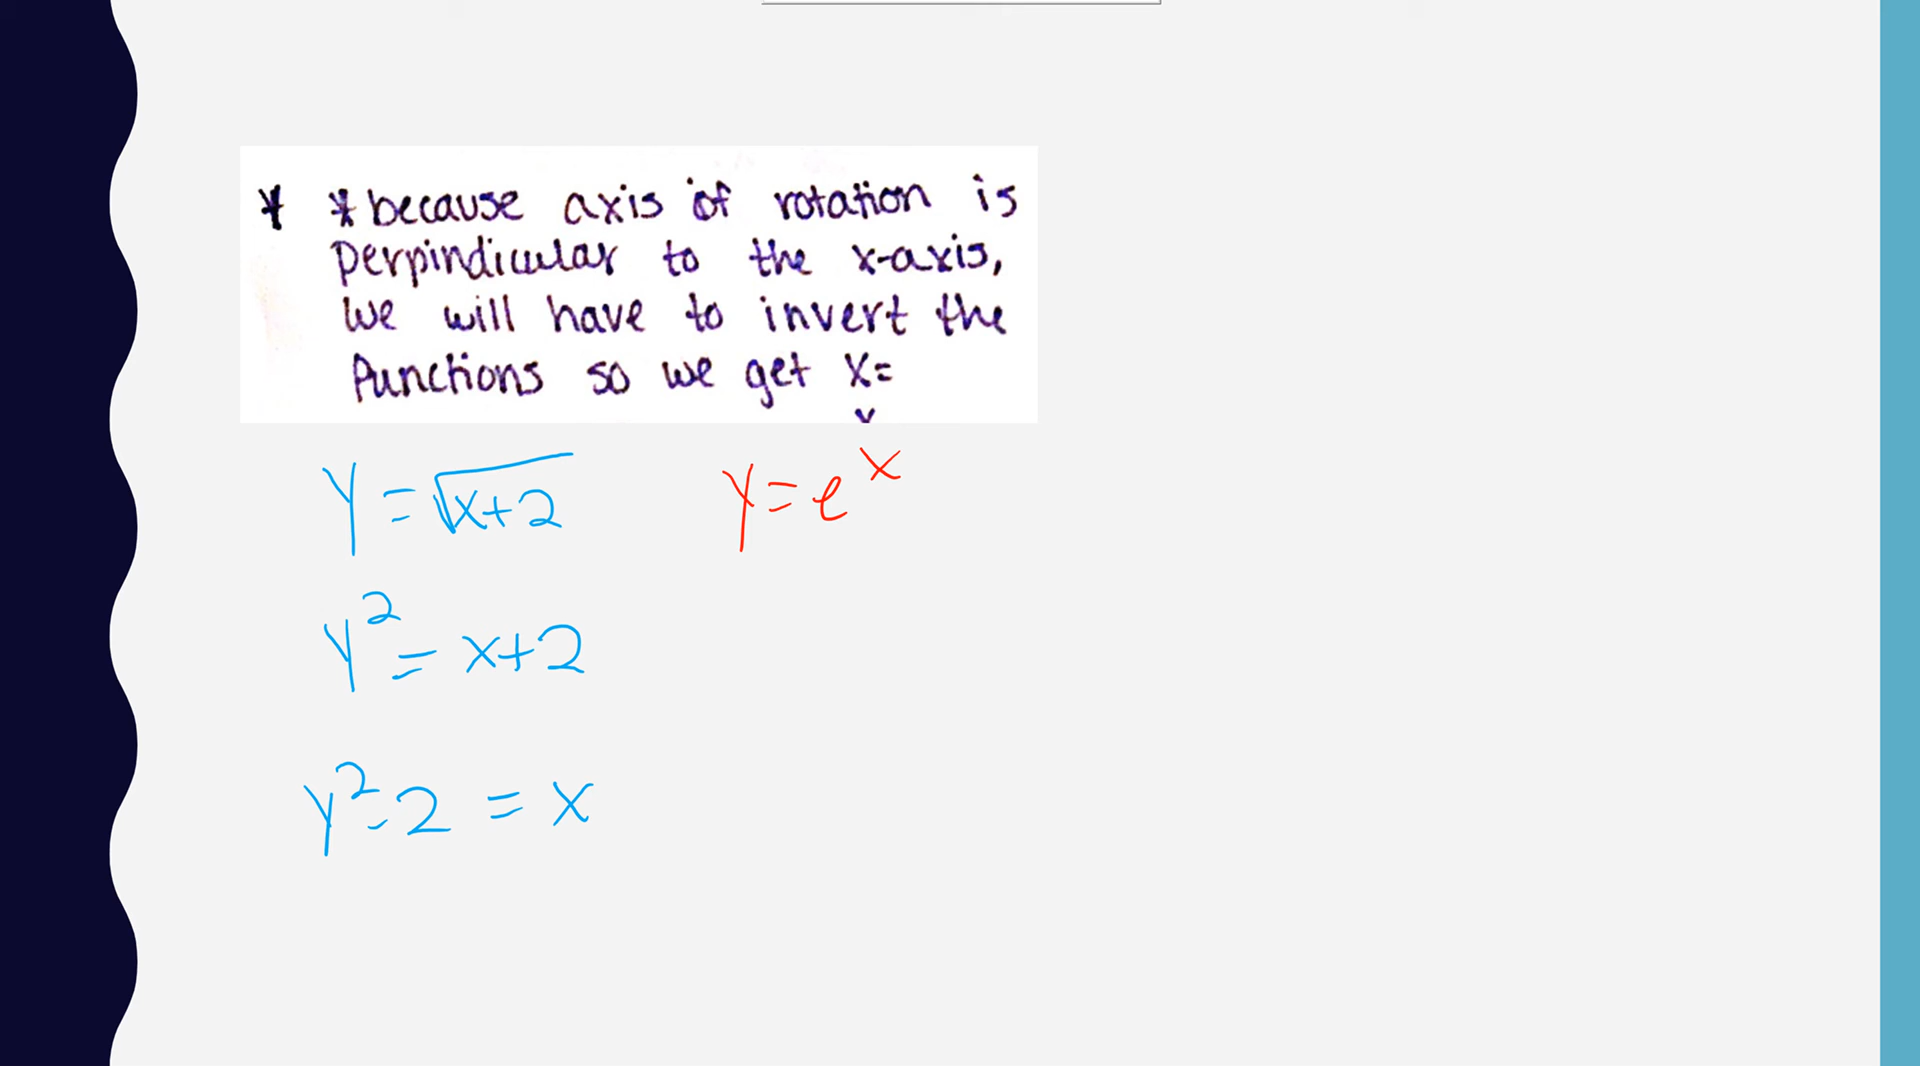 * *because axis of rotation is
perpindicular to the x-axis,
we will have to invert the
functions so we get x=
y = √x+2    y = e^x
y² = x+2
y² - 2 = x